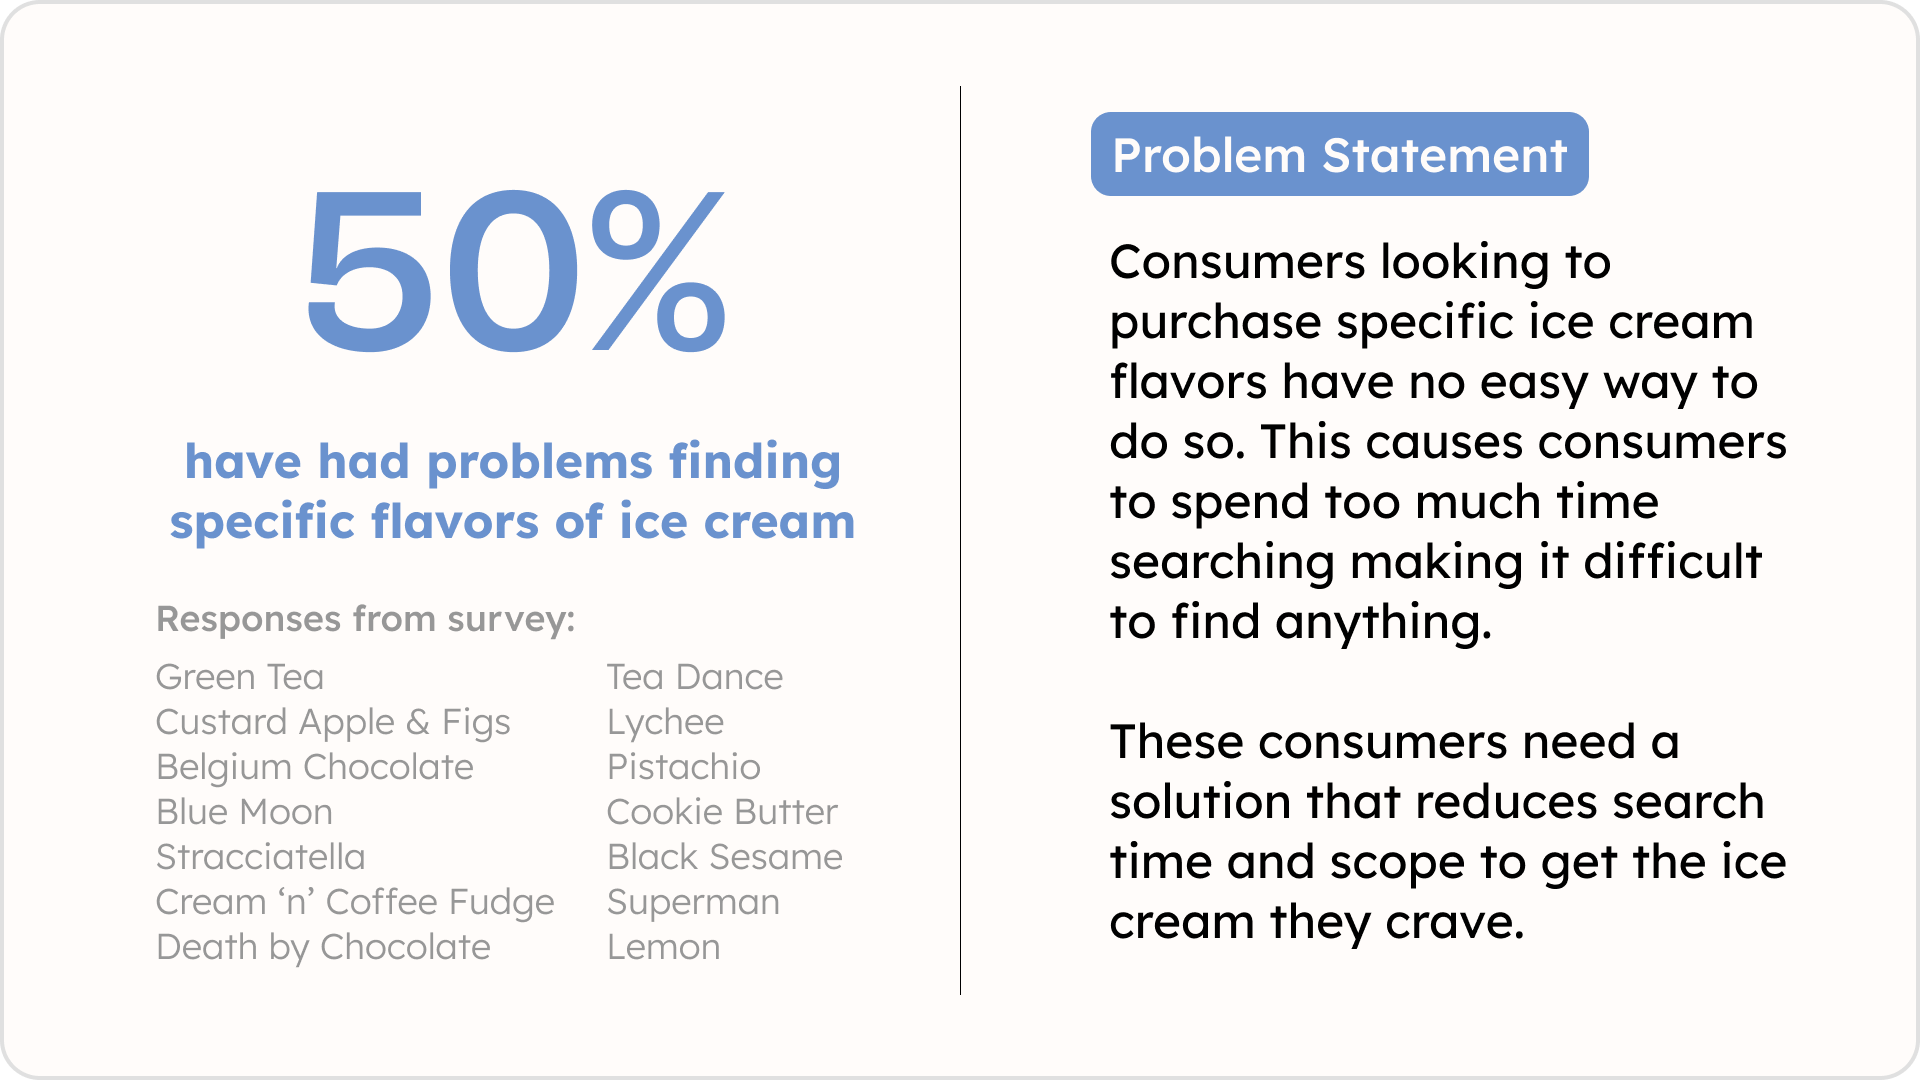 50%
have had problems finding
specific flavors of ice cream
Responses from survey:
Green Tea
Custard Apple & Figs
Belgium Chocolate
Blue Moon
Stracciatella
Cream ‘n’ Coffee Fudge
Death by Chocolate
Tea Dance
Lychee
Pistachio
Cookie Butter
Black Sesame
Superman
Lemon
Problem Statement
Consumers looking to
purchase specific ice cream
flavors have no easy way to
do so. This causes consumers
to spend too much time
searching making it difficult
to find anything.
These consumers need a
solution that reduces search
time and scope to get the ice
cream they crave.